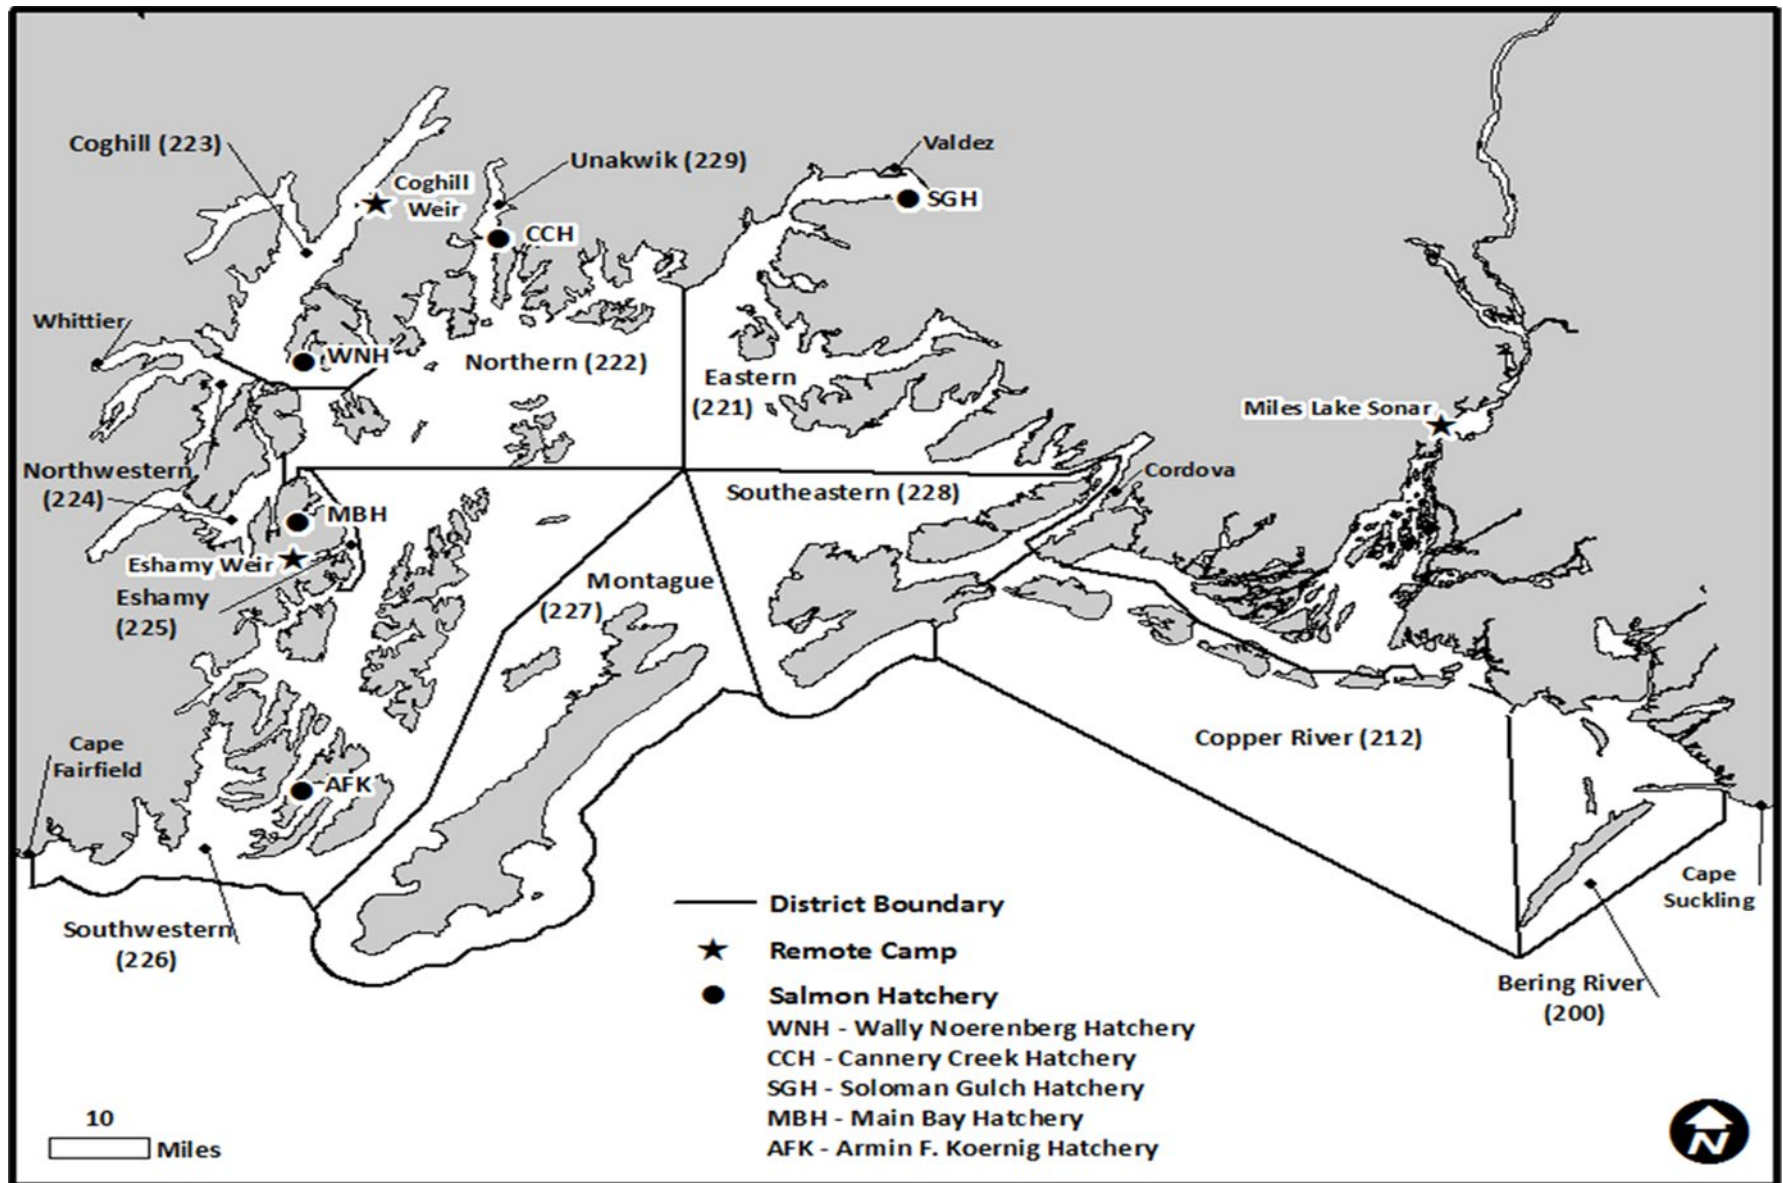 Coghill (223)
Unakwik (229)
Valdez
Coghill
Weir
SGH
CCH
Whittier
WNH
Northern (222)
Eastern
(221)
Miles Lake Sonar
Northwestern
(224)
Cordova
Southeastern (228)
MBH
Eshamy Weir
Eshamy
(225)
Montague
(227)
Copper River (212)
Cape
Fairfield
AFK
Cape
Suckling
Southwestern
(226)
Bering River
(200)
District Boundary
Remote Camp
Salmon Hatchery
WNH - Wally Noerenberg Hatchery
CCH - Cannery Creek Hatchery
SGH - Soloman Gulch Hatchery
MBH - Main Bay Hatchery
AFK - Armin F. Koernig Hatchery
10
Miles
N